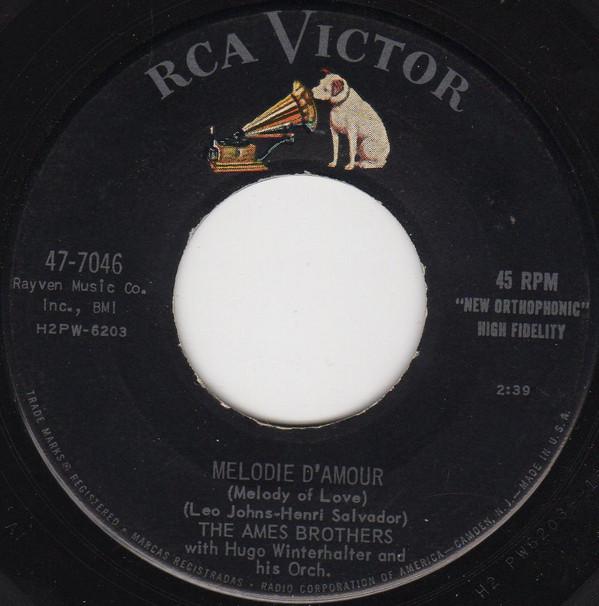 RCA VICTOR
47-7046
Rayven Music Co.
Inc., BMI
H2PW-6203
45 RPM
"NEW ORTHOPHONIC"
HIGH FIDELITY
2:39
MELODIE D'AMOUR
(Melody of Love)
(Leo Johns-Henri Salvador)
THE AMES BROTHERS
with Hugo Winterhalter and
his Orch.
TRADE MARKS ® REGISTERED • MARCAS REGISTRADAS • RADIO CORPORATION OF AMERICA—CAMDEN, N.J.—MADE IN U.S.A.